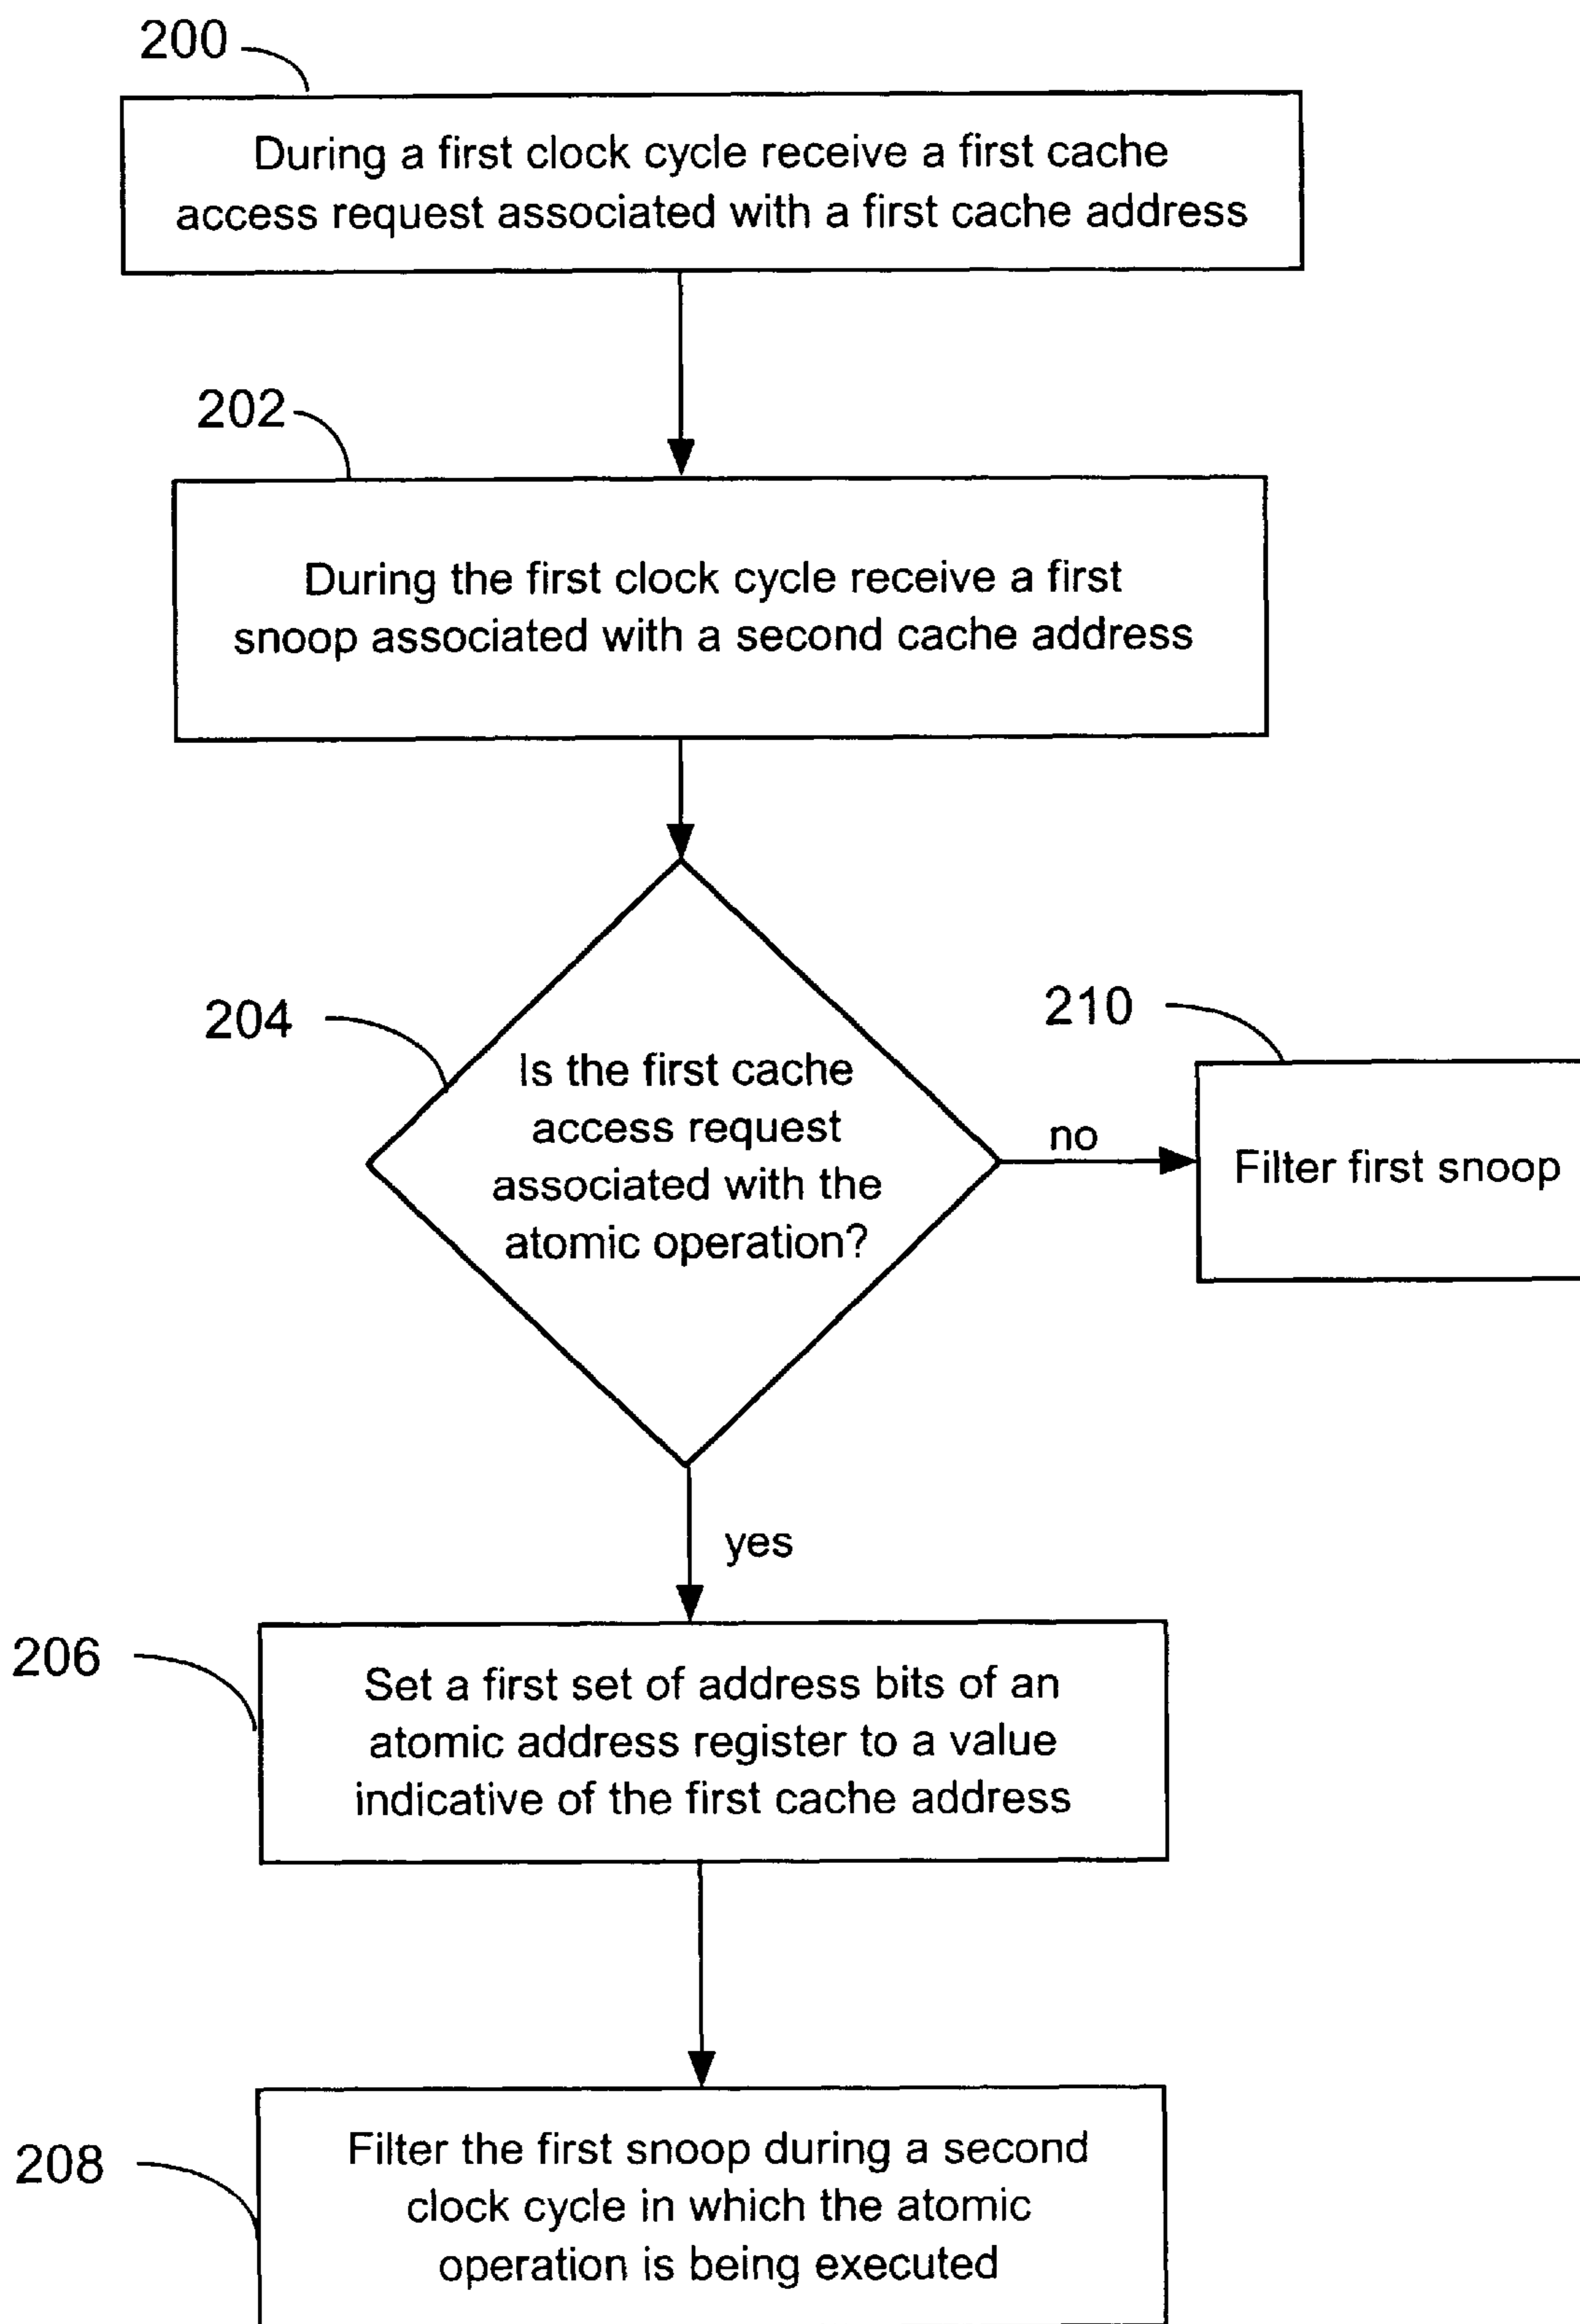 200
During a first clock cycle receive a first cache
access request associated with a first cache address
202
During the first clock cycle receive a first
snoop associated with a second cache address
204
Is the first cache
access request
associated with the
atomic operation?
no
210
Filter first snoop
yes
206
Set a first set of address bits of an
atomic address register to a value
indicative of the first cache address
208
Filter the first snoop during a second
clock cycle in which the atomic
operation is being executed